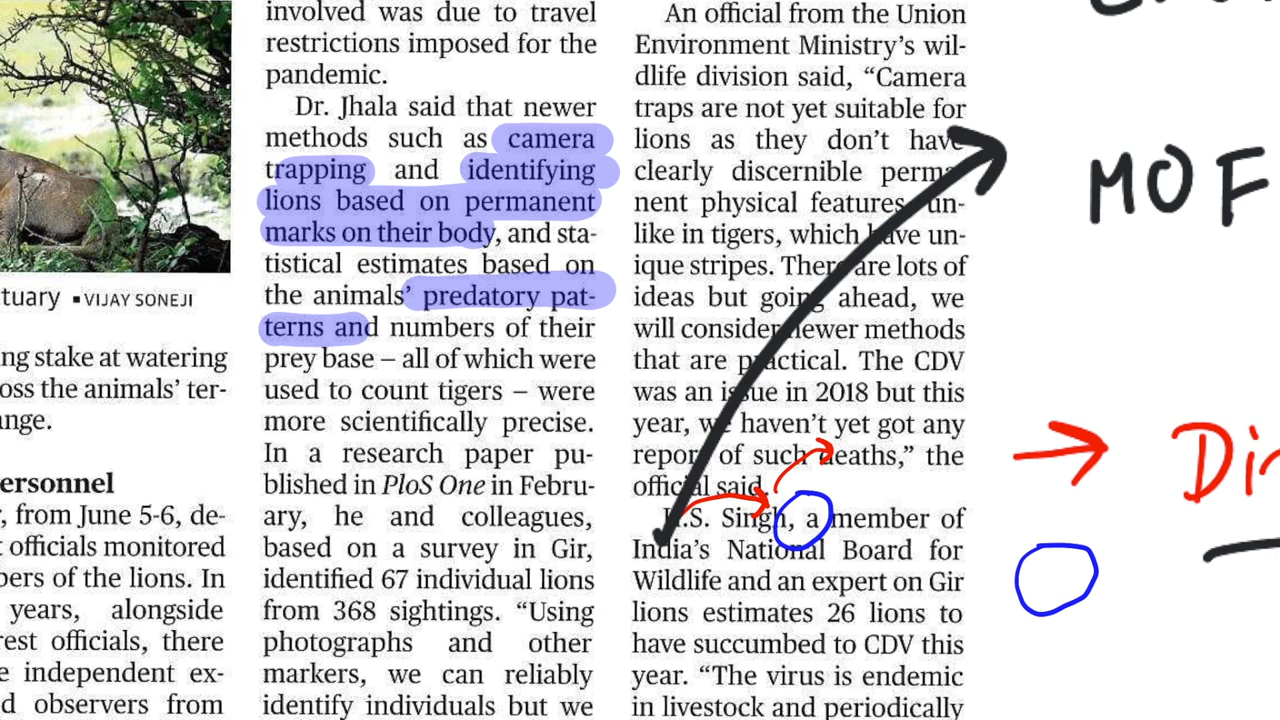 tuary ▪ VIJAY SONEJI
ng stake at watering
oss the animals' ter-
nge.
ersonnel
, from June 5-6, de-
t officials monitored
bers of the lions. In
years, alongside
rest officials, there
e independent ex-
d observers from
involved was due to travel
restrictions imposed for the
pandemic.
Dr. Jhala said that newer
methods such as camera
trapping and identifying
lions based on permanent
marks on their body, and sta-
tistical estimates based on
the animals' predatory pat-
terns and numbers of their
prey base – all of which were
used to count tigers – were
more scientifically precise.
In a research paper pu-
blished in PloS One in Febru-
ary, he and colleagues,
based on a survey in Gir,
identified 67 individual lions
from 368 sightings. “Using
photographs and other
markers, we can reliably
identify individuals but we
An official from the Union
Environment Ministry's wil-
dlife division said, “Camera
traps are not yet suitable for
lions as they don't have
clearly discernible perma-
nent physical features, un-
like in tigers, which have un-
ique stripes. There are lots of
ideas but going ahead, we
will consider newer methods
that are practical. The CDV
was an issue in 2018 but this
year, we haven't yet got any
report of such deaths,” the
official said.
H.S. Singh, a member of
India's National Board for
Wildlife and an expert on Gir
lions estimates 26 lions to
have succumbed to CDV this
year. “The virus is endemic
in livestock and periodically
MOF
Dir